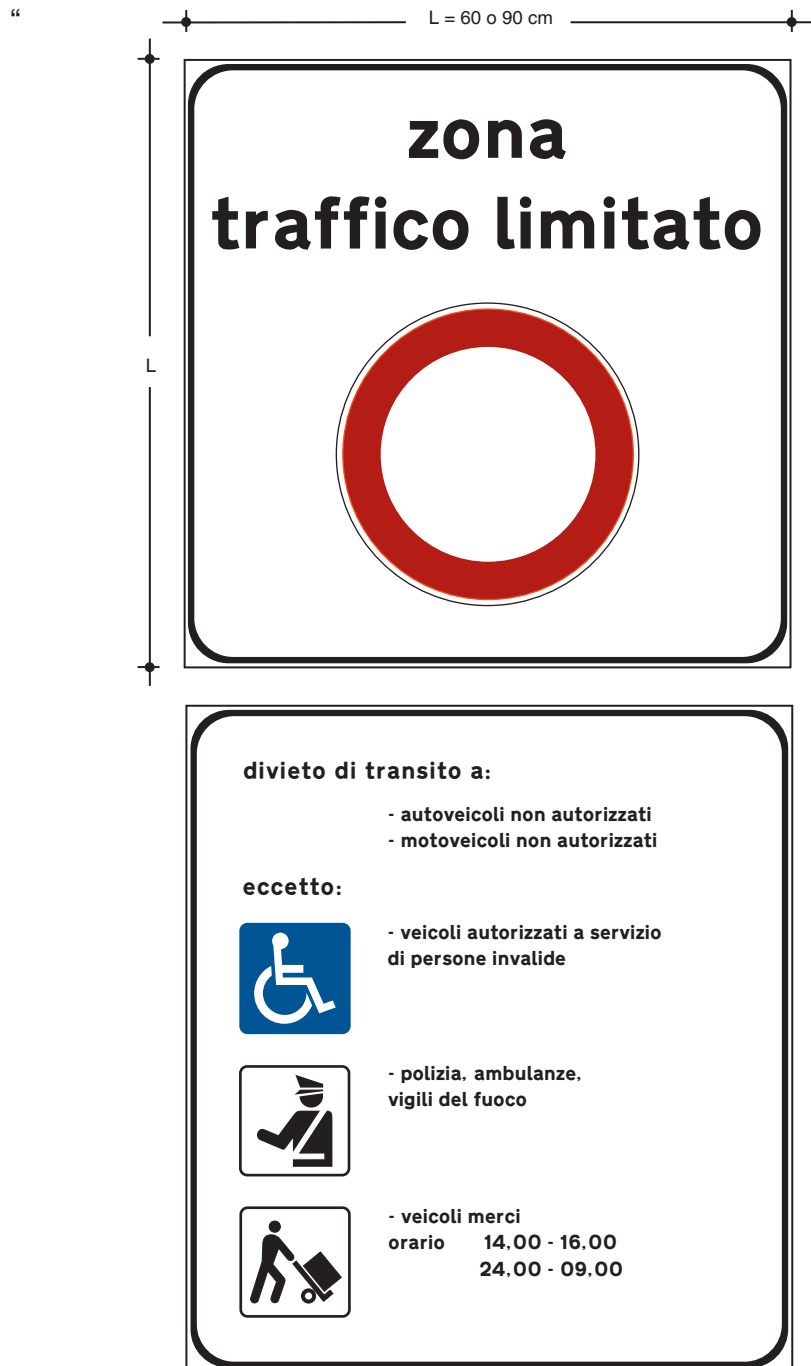 “
L = 60 o 90 cm
zona
traffico limitato
L
divieto di transito a:
- autoveicoli non autorizzati
- motoveicoli non autorizzati
eccetto:
- veicoli autorizzati a servizio
di persone invalide
- polizia, ambulanze,
vigili del fuoco
- veicoli merci
orario 14,00 - 16,00
24,00 - 09,00